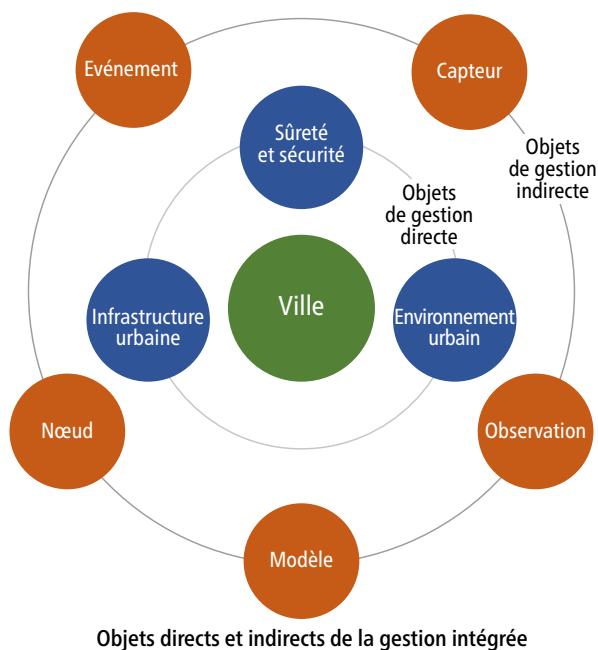 Evénement
Capteur
Sûreté
et sécurité
Objets
de gestion
indirecte
Objets
de gestion
directe
Ville
Infrastructure
urbaine
Environnement
urbain
Nœud
Observation
Modèle
Objets directs et indirects de la gestion intégrée